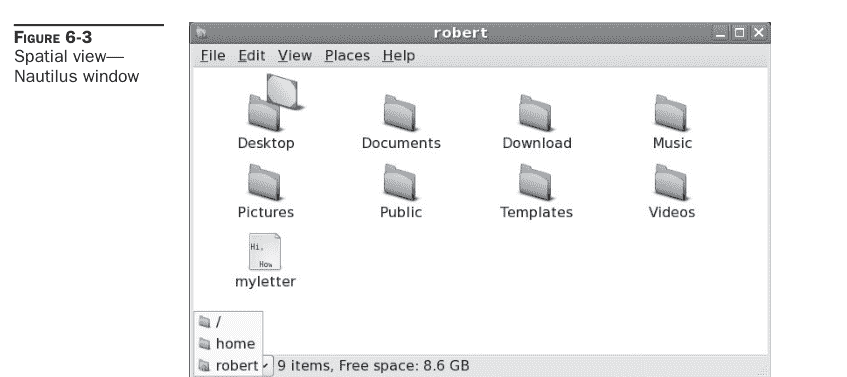 FIGURE 6-3
Spatial view—
Nautilus window
robert
File Edit View Places Help
Desktop Documents Download Music
Pictures Public Templates Videos
Hi,
How
myletter
/
home
robert 9 items, Free space: 8.6 GB